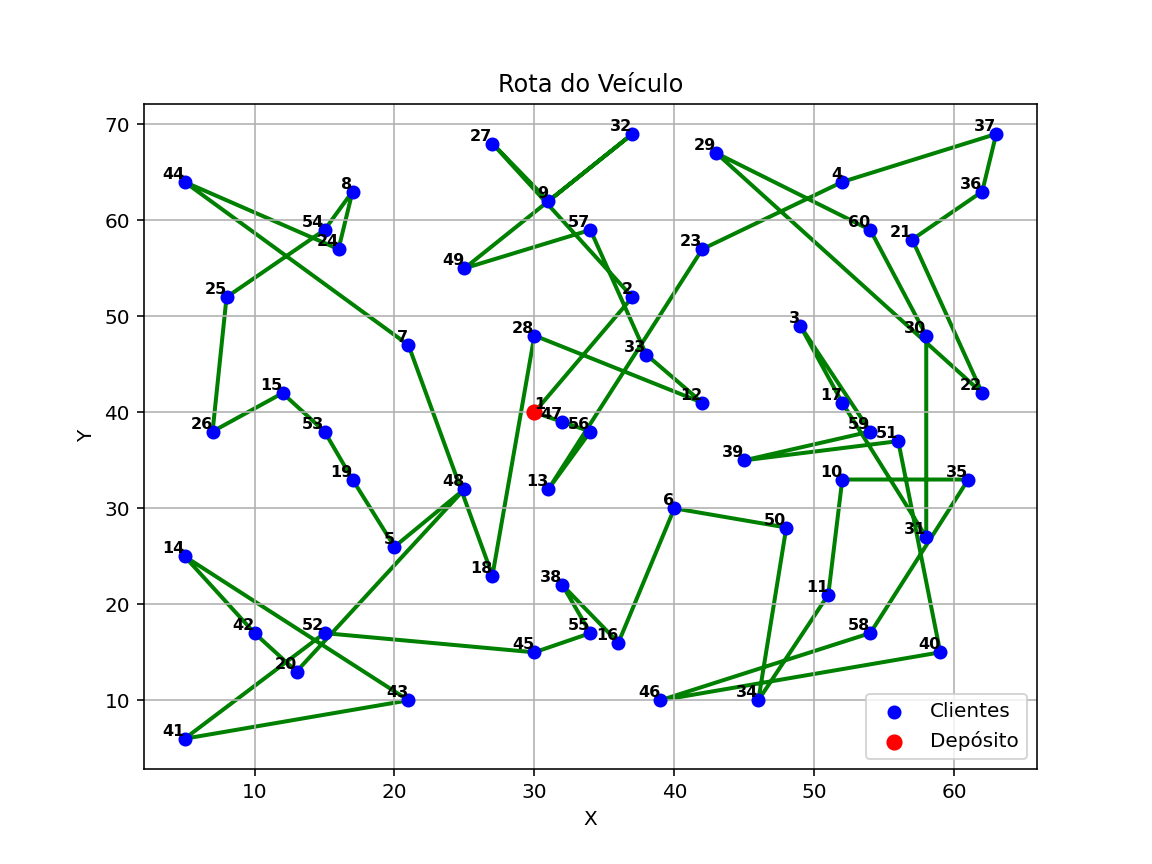 Rota do Veículo
70
60
50
40
30
20
10
Y
10 20 30 40 50 60
X
27 32 29 37
44 8 9 4 36
54 57 60
24 23 21
49
25 2
28 3 30
7 33
15 1 12 17 22
47
26 53 56 59 51
39
19 48 13 10 35
6
5 50 31
14
18 38
11
42 52 55 16 58
20 45 40
43 46 34
41
Clientes
Depósito